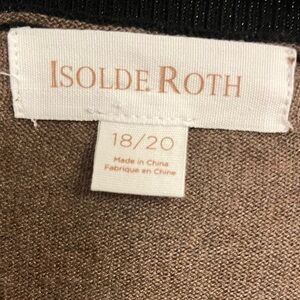 ISOLDE ROTH
18/20
Made in China
Fabriqué en Chine